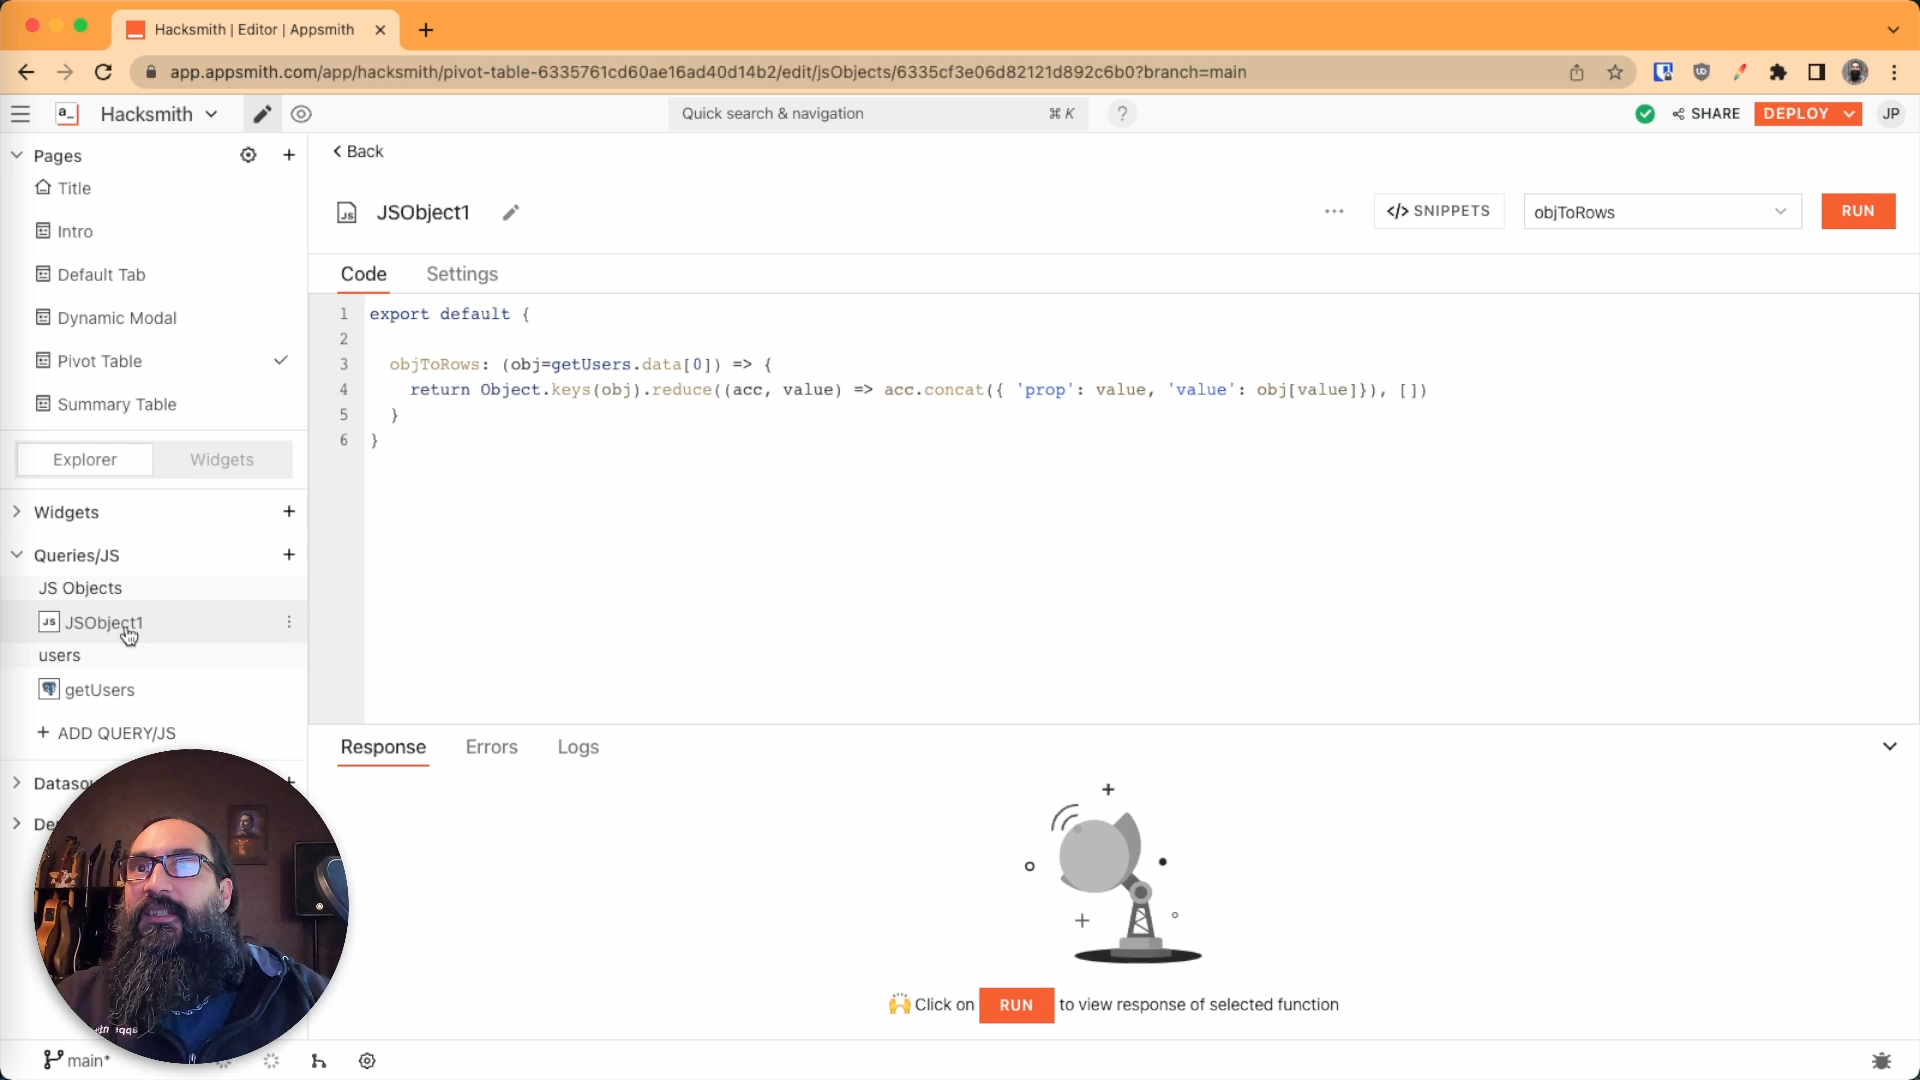 Hacksmith | Editor | Appsmith
app.appsmith.com/app/hacksmith/pivot-table-6335761cd60ae16ad40d14b2/edit/jsObjects/6335cf3e06d82121d892c6b0?branch=main
a_
Hacksmith
Quick search & navigation
⌘ K
?
SHARE
DEPLOY
JP
Pages
Title
Intro
Default Tab
Dynamic Modal
Pivot Table
Summary Table
Explorer
Widgets
Widgets
Queries/JS
JS Objects
JS JSObject1
users
getUsers
+ ADD QUERY/JS
main*
< Back
JS JSObject1
</> SNIPPETS
objToRows
RUN
Code
Settings
1 export default {
2
3 objToRows: (obj=getUsers.data[0]) => {
4 return Object.keys(obj).reduce((acc, value) => acc.concat({ 'prop': value, 'value': obj[value]}), [])
5 }
6 }
Response
Errors
Logs
🙌 Click on RUN to view response of selected function